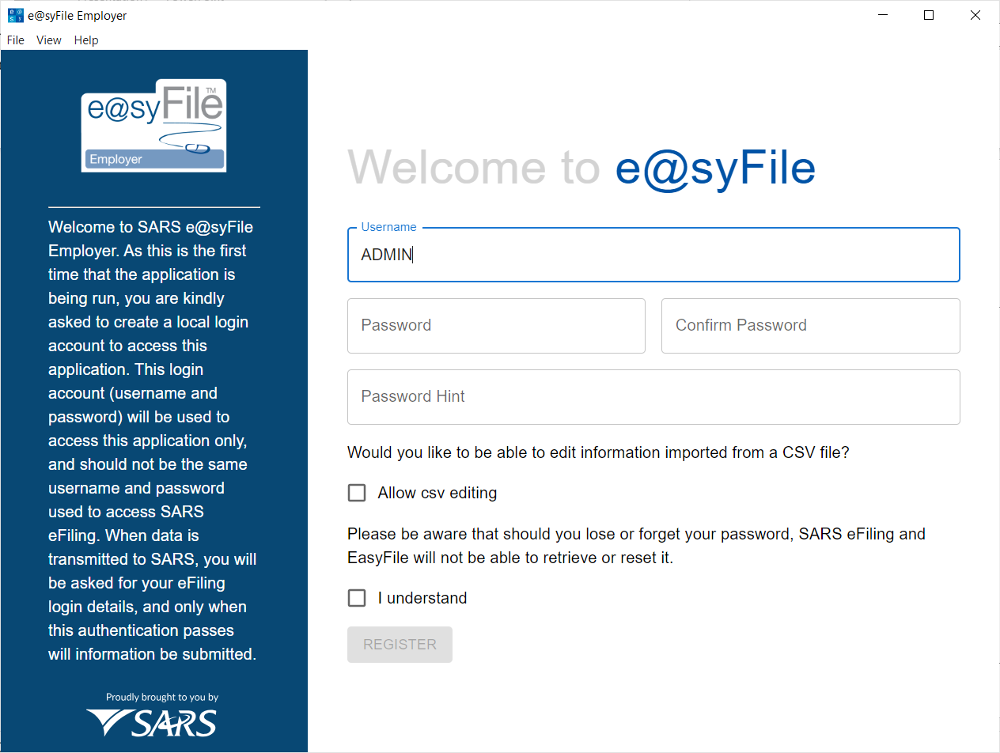 e@syFile Employer
File View Help
e@syFile™
Employer
Welcome to SARS e@syFile
Employer. As this is the first
time that the application is
being run, you are kindly
asked to create a local login
account to access this
application. This login
account (username and
password) will be used to
access this application only,
and should not be the same
username and password
used to access SARS
eFiling. When data is
transmitted to SARS, you will
be asked for your eFiling
login details, and only when
this authentication passes
will information be submitted.
Proudly brought to you by
SARS
Welcome to e@syFile
Username
ADMIN
Password
Confirm Password
Password Hint
Would you like to be able to edit information imported from a CSV file?
Allow csv editing
Please be aware that should you lose or forget your password, SARS eFiling and
EasyFile will not be able to retrieve or reset it.
I understand
REGISTER